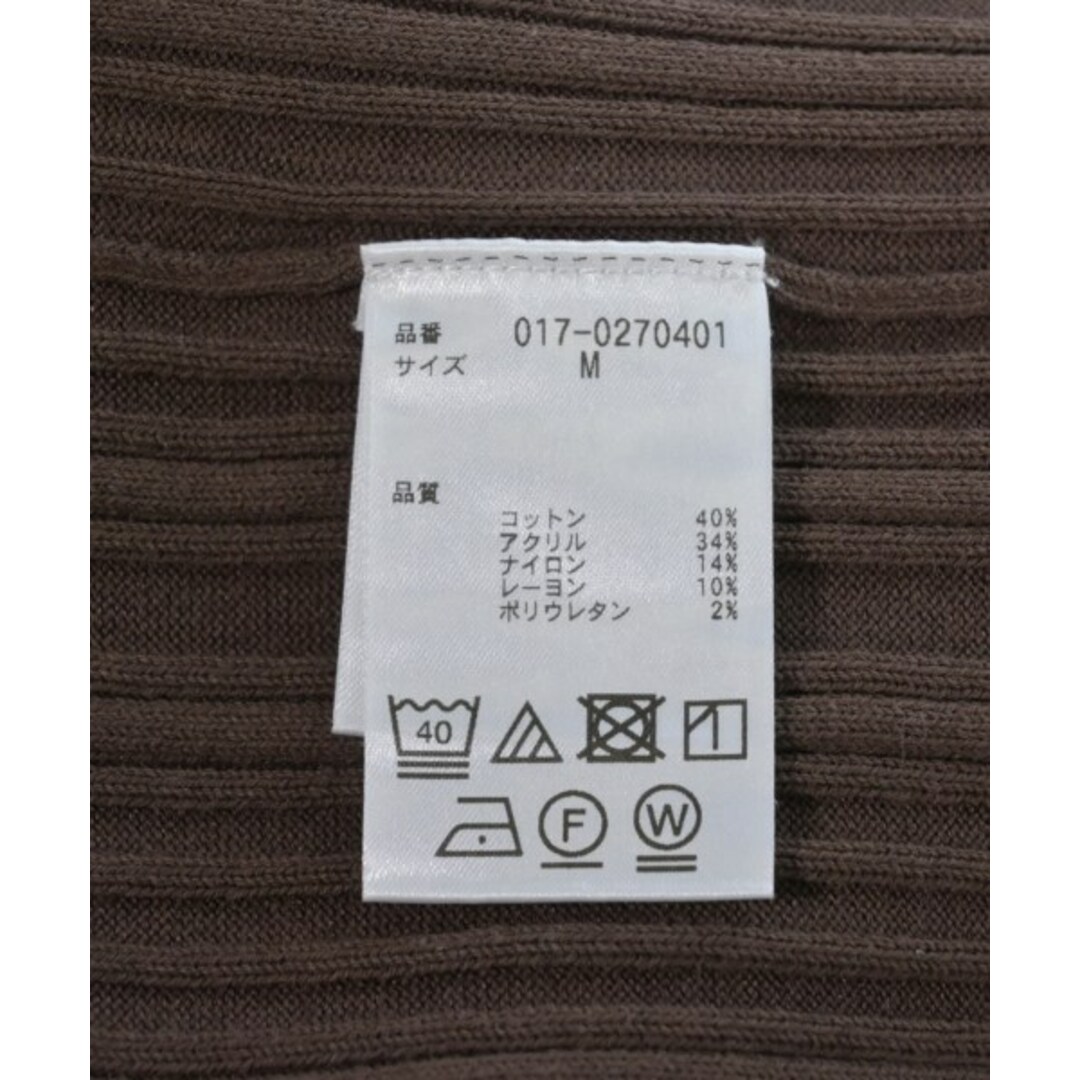 品番 017-0270401
サイズ M
品質
コットン 40%
アクリル 34%
ナイロン 14%
レーヨン 10%
ポリウレタン 2%
40
F W